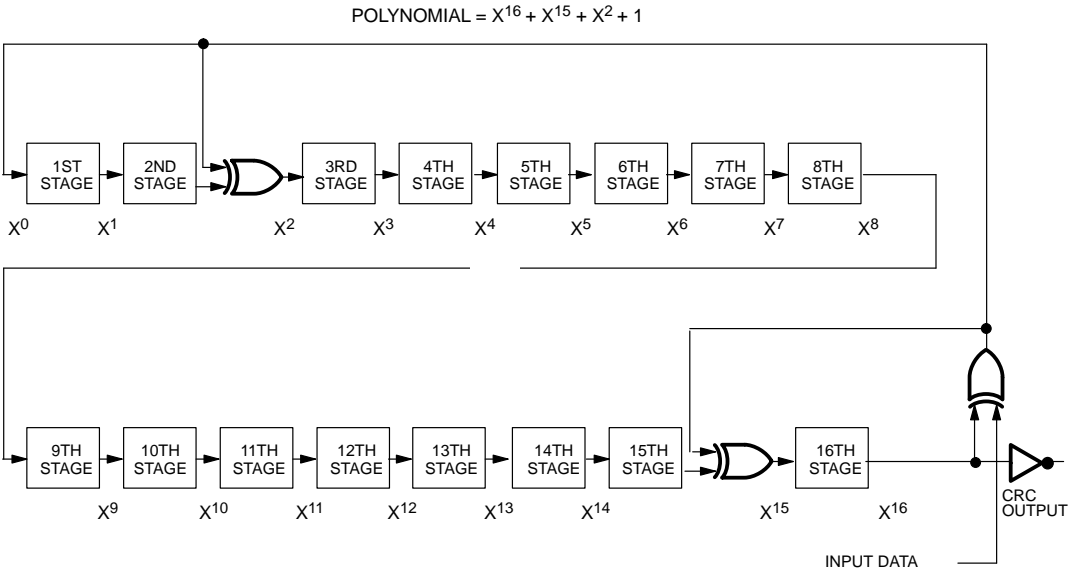 POLYNOMIAL = X16 + X15 + X2 + 1
1ST STAGE
2ND STAGE
3RD STAGE
4TH STAGE
5TH STAGE
6TH STAGE
7TH STAGE
8TH STAGE
X0 X1 X2 X3 X4 X5 X6 X7 X8
9TH STAGE
10TH STAGE
11TH STAGE
12TH STAGE
13TH STAGE
14TH STAGE
15TH STAGE
16TH STAGE
CRC OUTPUT
X9 X10 X11 X12 X13 X14 X15 X16
INPUT DATA